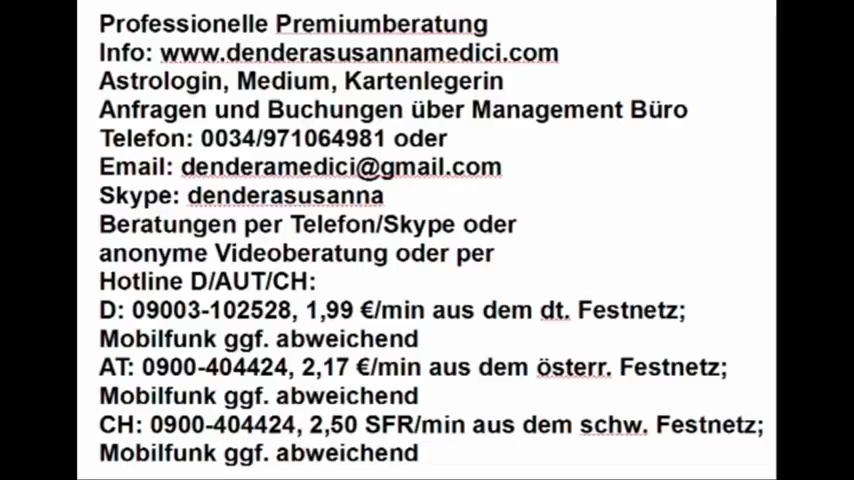 Professionelle Premiumberatung
Info: www.denderasusannamedici.com
Astrologin, Medium, Kartenlegerin
Anfragen und Buchungen über Management Büro
Telefon: 0034/971064981 oder
Email: denderamedici@gmail.com
Skype: denderasusanna
Beratungen per Telefon/Skype oder
anonyme Videoberatung oder per
Hotline D/AUT/CH:
D: 09003-102528, 1,99 €/min aus dem dt. Festnetz;
Mobilfunk ggf. abweichend
AT: 0900-404424, 2,17 €/min aus dem österr. Festnetz;
Mobilfunk ggf. abweichend
CH: 0900-404424, 2,50 SFR/min aus dem schw. Festnetz;
Mobilfunk ggf. abweichend